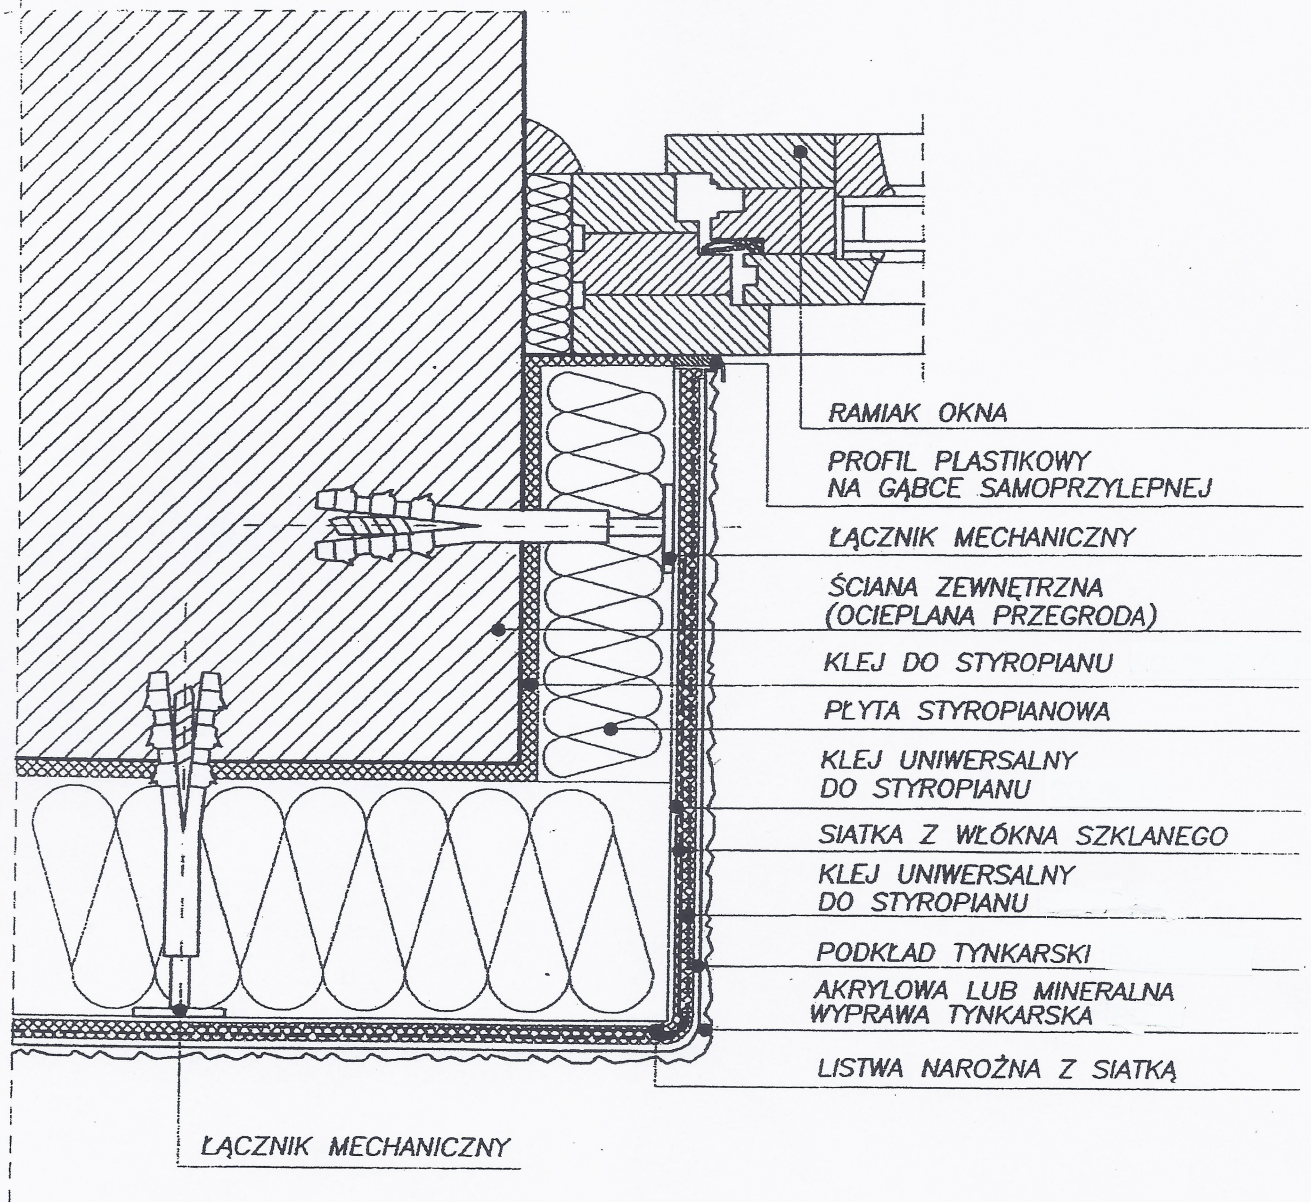 RAMIAK OKNA
PROFIL PLASTIKOWY
NA GĄBCE SAMOPRZYLEPNEJ
ŁĄCZNIK MECHANICZNY
ŚCIANA ZEWNĘTRZNA
(OCIEPLANA PRZEGRODA)
KLEJ DO STYROPIANU
PŁYTA STYROPIANOWA
KLEJ UNIWERSALNY
DO STYROPIANU
SIATKA Z WŁÓKNA SZKLANEGO
KLEJ UNIWERSALNY
DO STYROPIANU
PODKŁAD TYNKARSKI
AKRYLOWA LUB MINERALNA
WYPRAWA TYNKARSKA
LISTWA NAROŻNA Z SIATKĄ
ŁĄCZNIK MECHANICZNY